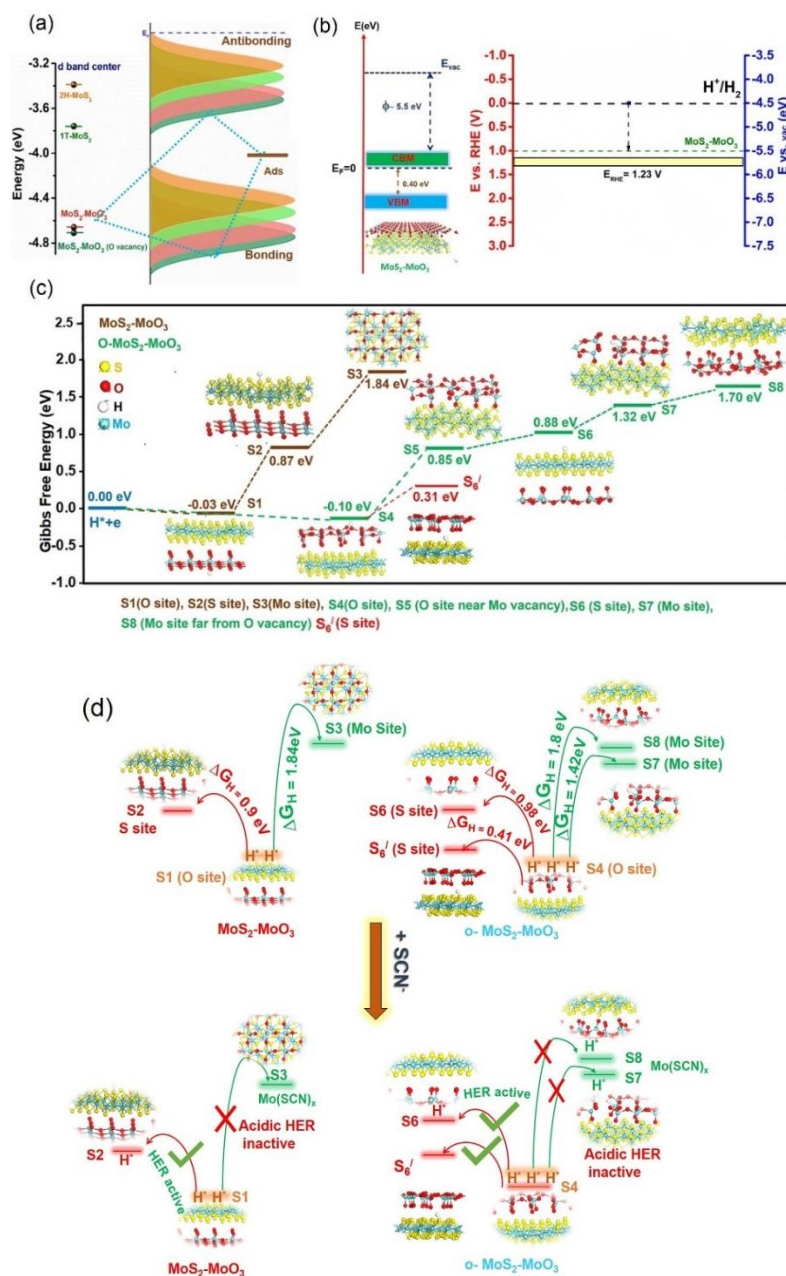 (a)
E_F
Antibonding
-3.2
d band center
2H-MoS₂
-3.6
1T-MoS₂
-4.0
Energy (eV)
Ads
-4.4
MoS₂-MoO₃
-4.8
MoS₂-MoO₃ (O vacancy)
Bonding
(b)
E(eV)
E_vac
ϕ~ 5.5 eV
CBM
E_F=0
0.40 eV
VBM
MoS₂-MoO₃
E vs. RHE (V)
-1.0
-0.5
0.0
0.5
1.0
1.5
2.0
2.5
3.0
H⁺/H₂
MoS₂-MoO₃
E_RHE= 1.23 V
-3.5
-4.0
-4.5
-5.0
-5.5
-6.0
-6.5
-7.0
-7.5
E vs._vac (eV)
(c)
Gibbs Free Energy (eV)
2.5
2.0
1.5
1.0
0.5
0.0
-0.5
-1.0
MoS₂-MoO₃
O-MoS₂-MoO₃
S
O
H
Mo
0.00 eV
H⁺+e
-0.03 eV
S1
S2
0.87 eV
S3
1.84 eV
-0.10 eV
S4
S5
0.85 eV
S₆/
0.31 eV
0.88 eV
S6
1.32 eV
S7
1.70 eV
S8
S1(O site), S2(S site), S3(Mo site), S4(O site), S5 (O site near Mo vacancy),S6 (S site), S7 (Mo site),
S8 (Mo site far from O vacancy) S₆/ (S site)
(d)
S3 (Mo Site)
ΔG_H = 1.84eV
ΔG_H = 0.9 eV
S2
S site
H* H*
S1 (O site)
MoS₂-MoO₃
S8 (Mo Site)
S7 (Mo site)
ΔG_H = 1.8 eV
ΔG_H = 1.42eV
ΔG_H = 0.98 eV
S6 (S site)
ΔG_H = 0.41 eV
S₆/ (S site)
H* H* H*
S4 (O site)
o- MoS₂-MoO₃
+ SCN⁻
S3
Mo(SCN)ₓ
Acidic HER
inactive
S2
H*
HER active
H* H*
S1
MoS₂-MoO₃
H*
S8
Mo(SCN)ₓ
H*
S7
HER active
H*
S6
S₆/
Acidic HER
inactive
H* H* H*
S4
o- MoS₂-MoO₃